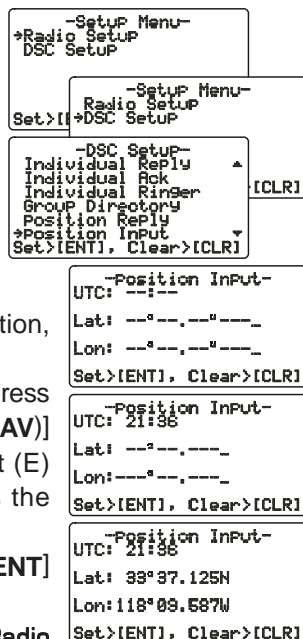 -Setup Menu-
➔Radio Setup
DSC Setup
-Setup Menu-
Radio Setup
Set>[E ➔DSC Setup
-DSC Setup-
Individual Reply
Individual Ack
Individual Ringer
[CLR]
Group Directory
Position Reply
➔Position Input
Set>[ENT], Clear>[CLR]
-Position Input-
UTC: --:--
tion,
Lat: --°--.--"---_
Lon: --°--.--"---_
ress
Set>[ENT], Clear>[CLR]
AV)]
-Position Input-
UTC: 21:36
t (E)
Lat: --°--.---_
the
Lon:---°--.---_
Set>[ENT], Clear>[CLR]
-Position Input-
ENT]
UTC: 21:36
Lat: 33°37.125N
Lon:118°09.587W
Radio
Set>[ENT], Clear>[CLR]